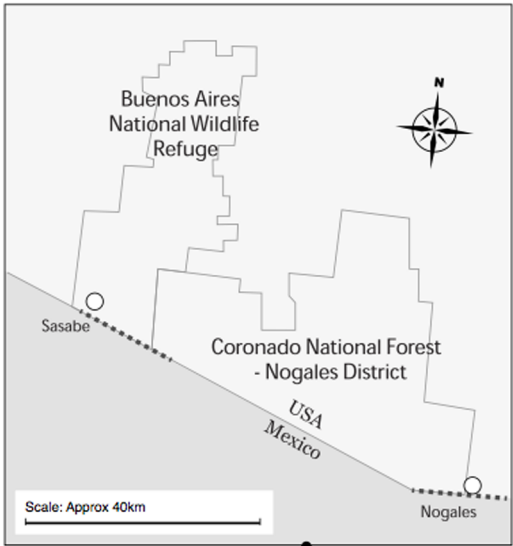 Buenos Aires
National Wildlife
Refuge
N
Sasabe
Coronado National Forest
- Nogales District
USA
Mexico
Nogales
Scale: Approx 40km